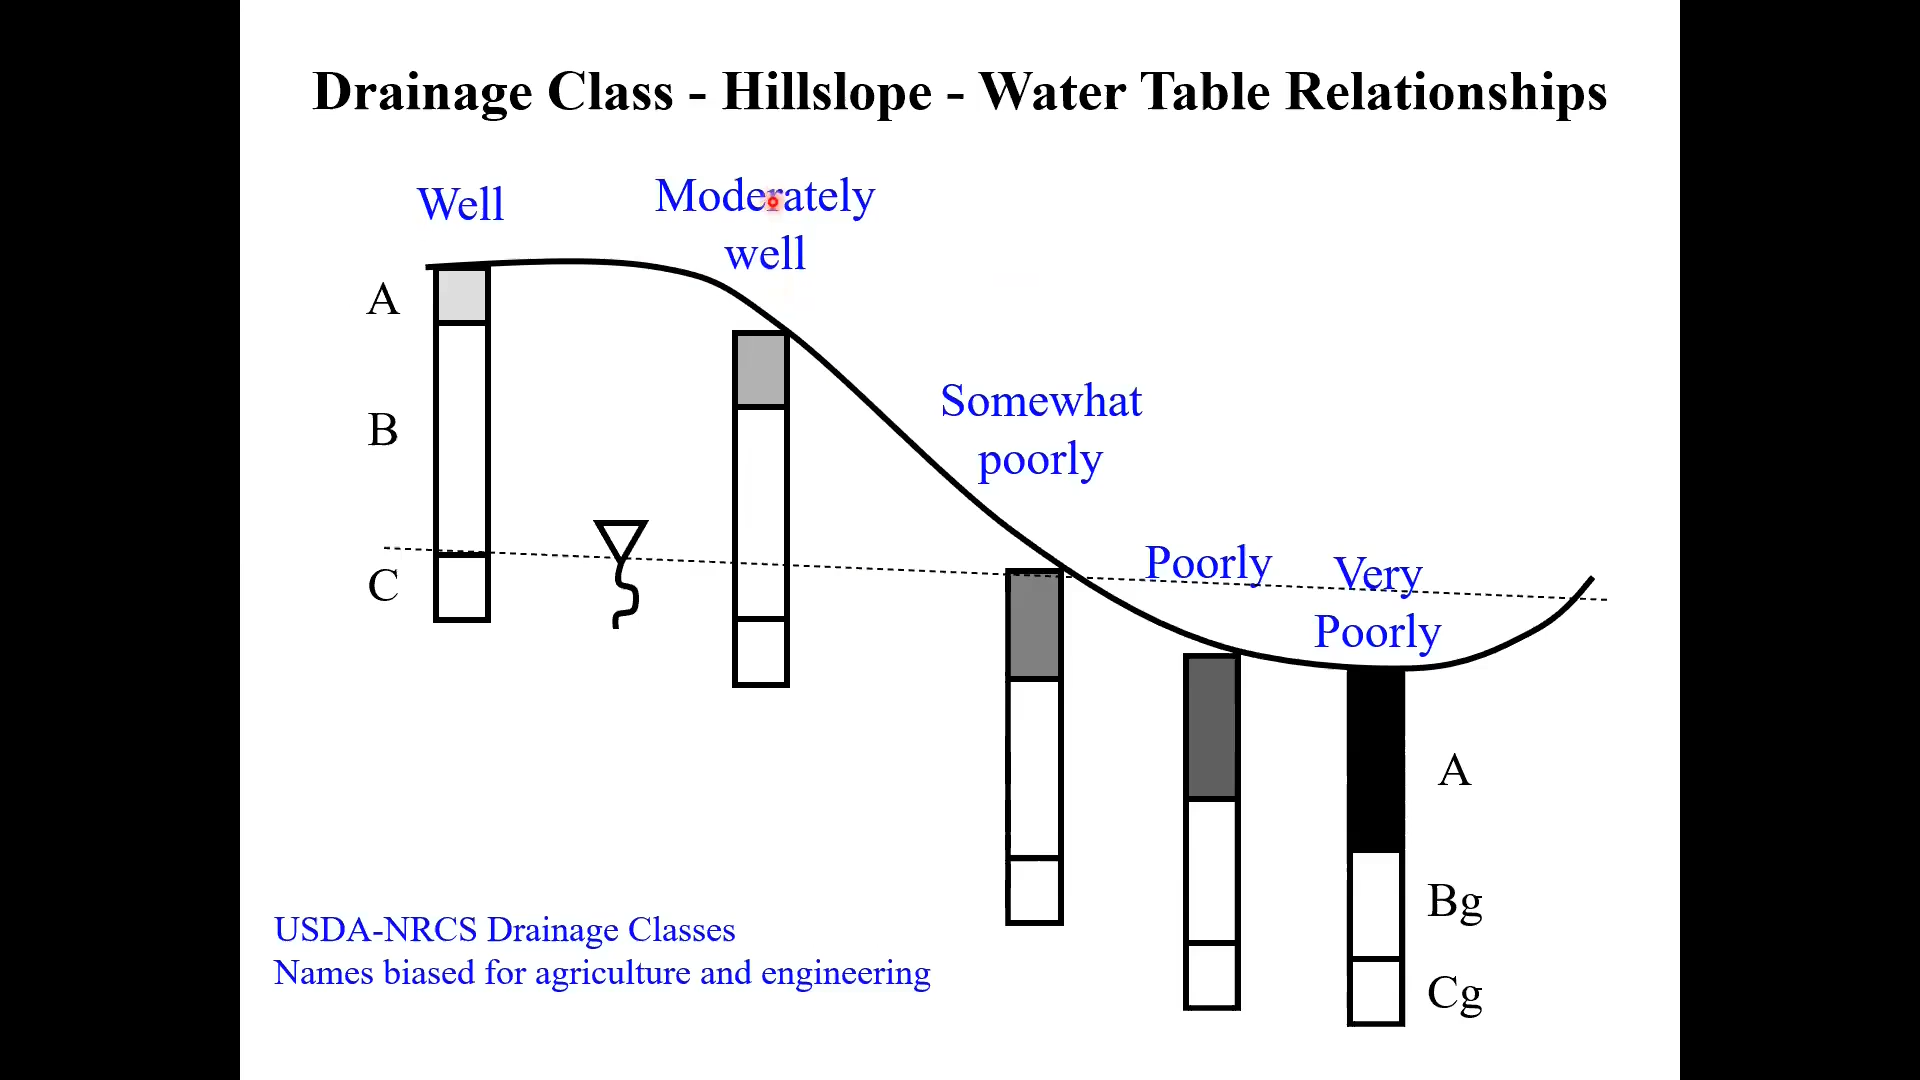 Drainage Class - Hillslope - Water Table Relationships
Well
Moderately
well
A
B
C
Somewhat
poorly
Poorly
Very
Poorly
A
Bg
Cg
USDA-NRCS Drainage Classes
Names biased for agriculture and engineering